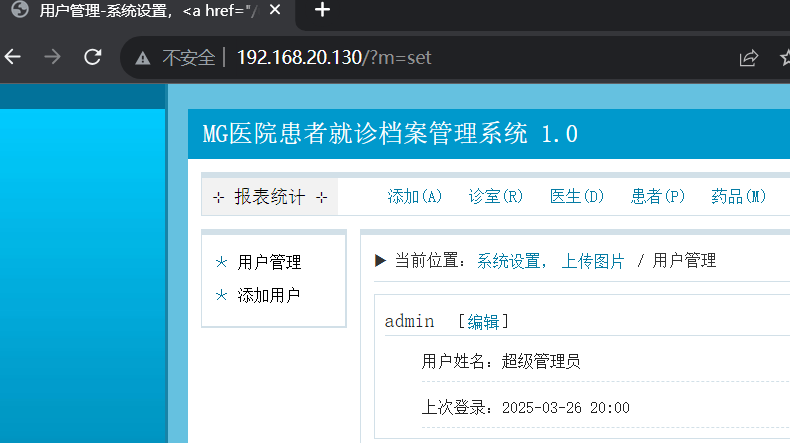 用户管理-系统设置，<a href="/
不安全 | 192.168.20.130/?m=set
MG医院患者就诊档案管理系统 1.0
报表统计 添加(A) 诊室(R) 医生(D) 患者(P) 药品(M)
用户管理
添加用户
当前位置：系统设置，上传图片 / 用户管理
admin [编辑]
用户姓名：超级管理员
上次登录：2025-03-26 20:00